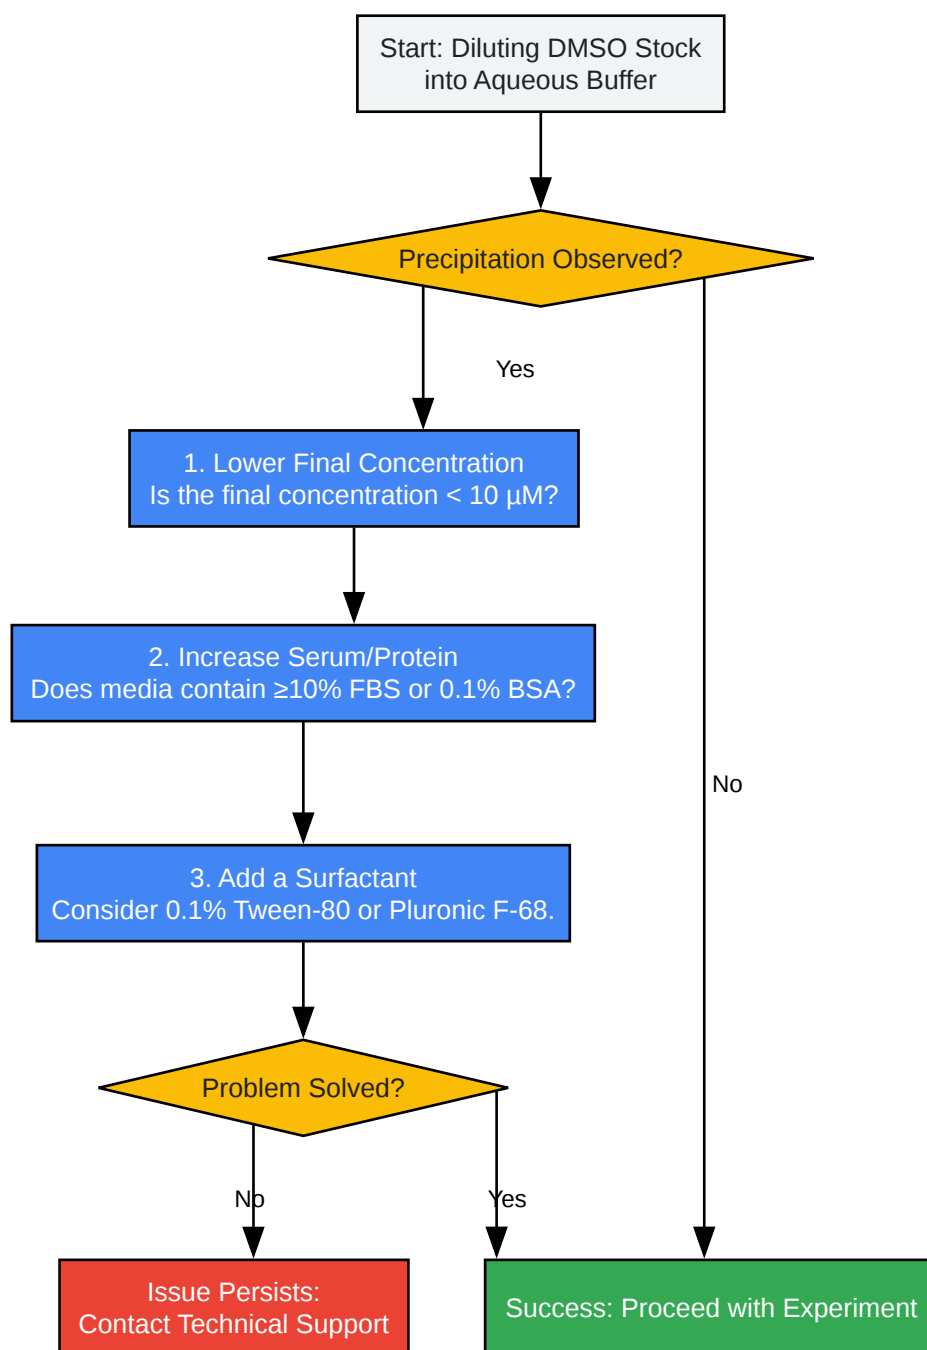 Start: Diluting DMSO Stock
into Aqueous Buffer
Precipitation Observed?
Yes
1. Lower Final Concentration
Is the final concentration < 10 µM?
2. Increase Serum/Protein
Does media contain ≥10% FBS or 0.1% BSA?
No
3. Add a Surfactant
Consider 0.1% Tween-80 or Pluronic F-68.
Problem Solved?
No
Yes
Issue Persists:
Contact Technical Support
Success: Proceed with Experiment